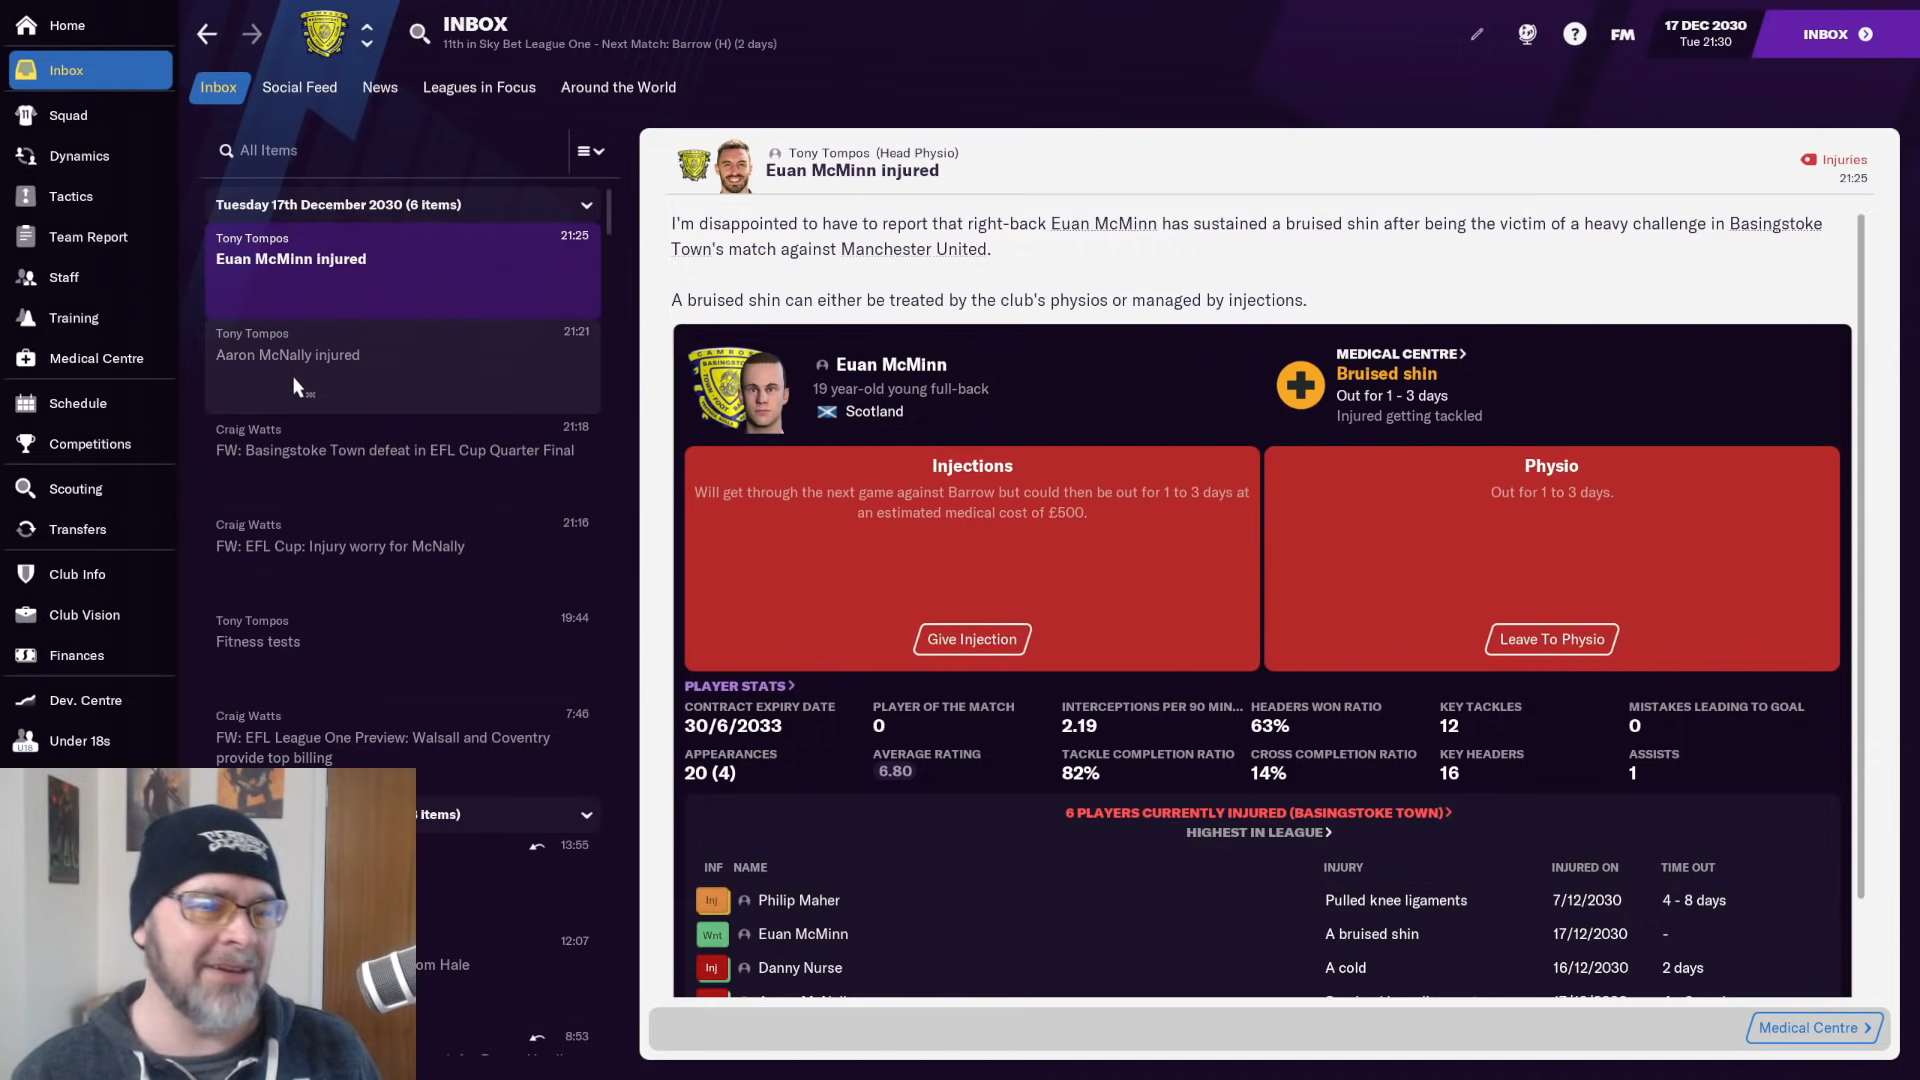 Home
Inbox
Squad
Dynamics
Tactics
Team Report
Staff
Training
Medical Centre
Schedule
Competitions
Scouting
Transfers
Club Info
Club Vision
Finances
Dev. Centre
Under 18s
INBOX
11th in Sky Bet League One - Next Match: Barrow (H) (2 days)
FM
17 DEC 2030
Tue 21:30
INBOX
Inbox
Social Feed
News
Leagues in Focus
Around the World
All Items
Tuesday 17th December 2030 (6 items)
Tony Tompos
21:25
Euan McMinn injured
Tony Tompos
21:21
Aaron McNally injured
Craig Watts
21:18
FW: Basingstoke Town defeat in EFL Cup Quarter Final
Craig Watts
21:16
FW: EFL Cup: Injury worry for McNally
Tony Tompos
19:44
Fitness tests
Craig Watts
7:46
FW: EFL League One Preview: Walsall and Coventry
provide top billing
items)
13:55
12:07
om Hale
8:53
Tony Tompos (Head Physio)
Euan McMinn injured
Injuries
21:25
I'm disappointed to have to report that right-back Euan McMinn has sustained a bruised shin after being the victim of a heavy challenge in Basingstoke
Town's match against Manchester United.
A bruised shin can either be treated by the club's physios or managed by injections.
Euan McMinn
19 year-old young full-back
Scotland
MEDICAL CENTRE
Bruised shin
Out for 1 - 3 days
Injured getting tackled
Injections
Will get through the next game against Barrow but could then be out for 1 to 3 days at
an estimated medical cost of £500.
Give Injection
Physio
Out for 1 to 3 days.
Leave To Physio
PLAYER STATS
CONTRACT EXPIRY DATE
30/6/2033
PLAYER OF THE MATCH
0
INTERCEPTIONS PER 90 MIN...
2.19
HEADERS WON RATIO
63%
KEY TACKLES
12
MISTAKES LEADING TO GOAL
0
APPEARANCES
20 (4)
AVERAGE RATING
6.80
TACKLE COMPLETION RATIO
82%
CROSS COMPLETION RATIO
14%
KEY HEADERS
16
ASSISTS
1
6 PLAYERS CURRENTLY INJURED (BASINGSTOKE TOWN)
HIGHEST IN LEAGUE
INF NAME INJURY INJURED ON TIME OUT
Inj Philip Maher Pulled knee ligaments 7/12/2030 4 - 8 days
Wnt Euan McMinn A bruised shin 17/12/2030 -
Inj Danny Nurse A cold 16/12/2030 2 days
Medical Centre